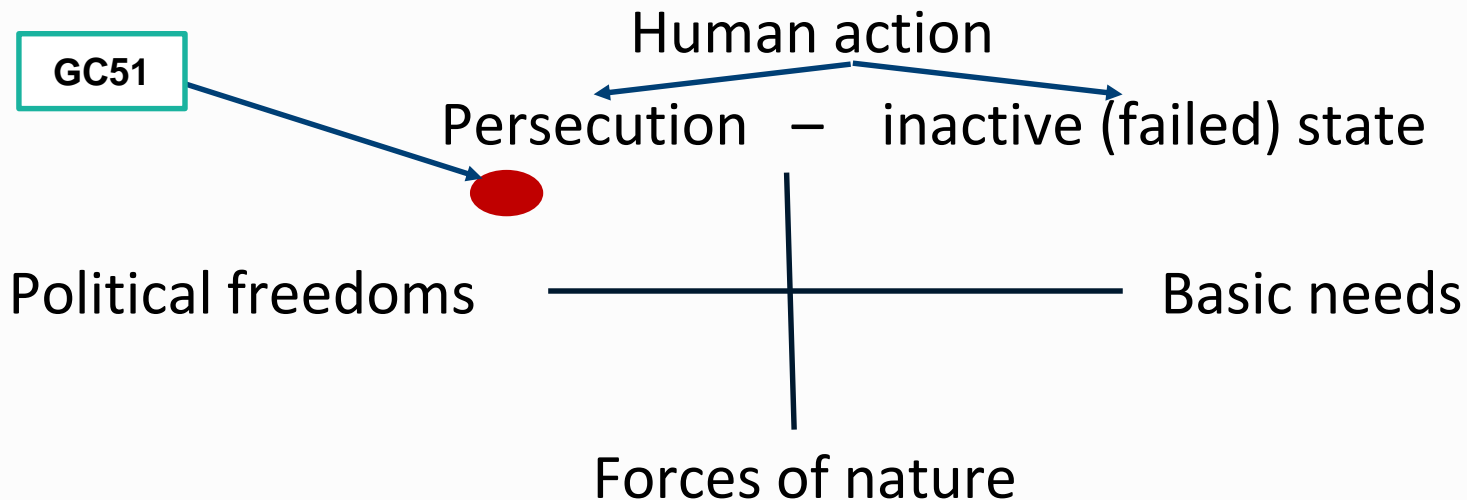 Human action
GC51
Persecution – inactive (failed) state
Political freedoms
Basic needs
Forces of nature